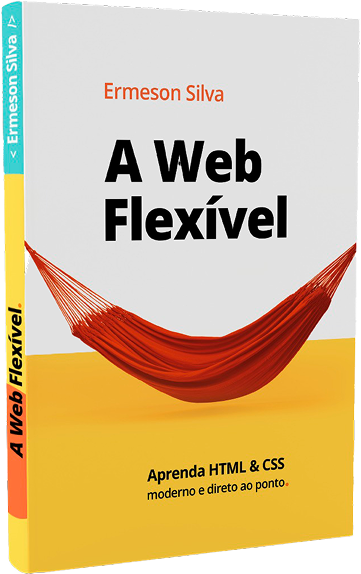 Ermeson Silva
A Web
Flexível
Aprenda HTML & CSS
moderno e direto ao ponto.
< Ermeson Silva />
A Web Flexível.